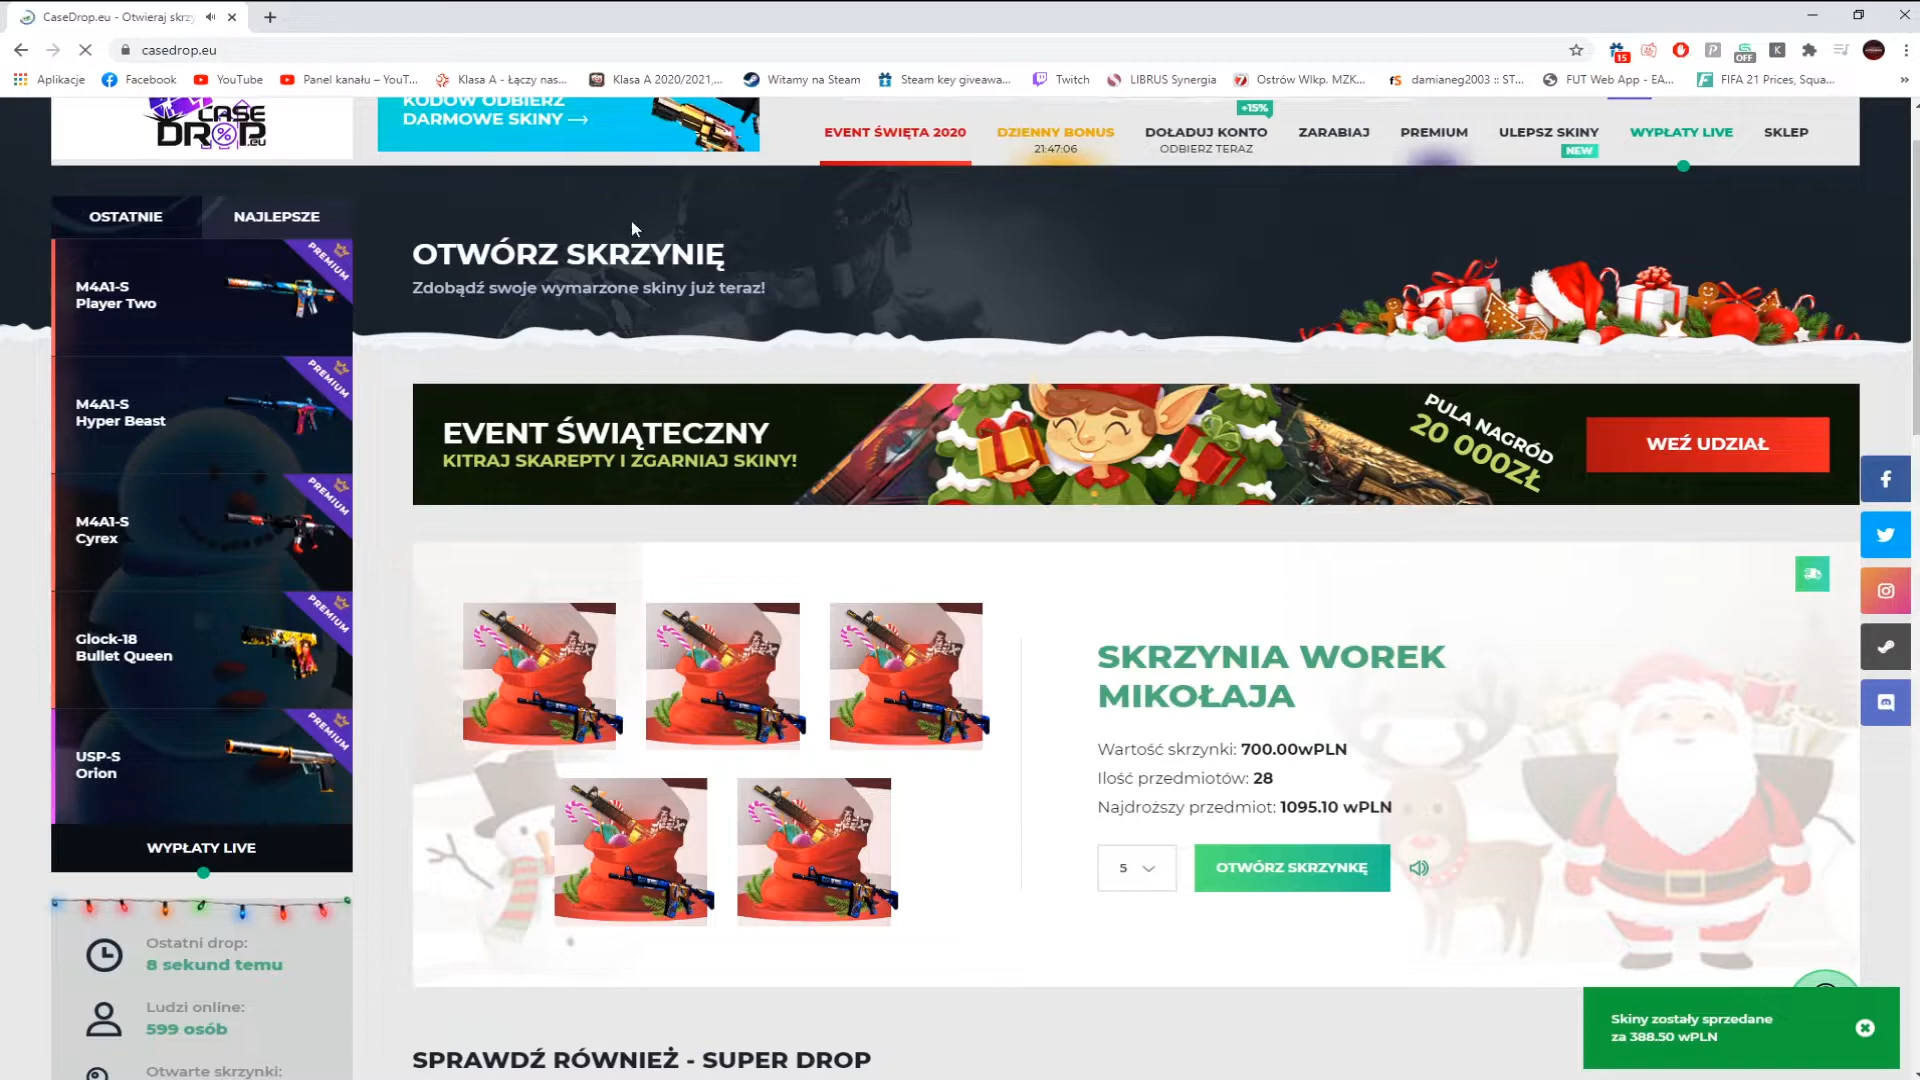 CaseDrop.eu - Otwieraj skrzy
casedrop.eu
15
OFF
Aplikacje
Facebook
YouTube
Panel kanału – YouT...
Klasa A - Łączy nas...
Klasa A 2020/2021,...
Witamy na Steam
Steam key giveawa...
Twitch
LIBRUS Synergia
Ostrów Wlkp. MZK...
damianeg2003 :: ST...
FUT Web App - EA...
FIFA 21 Prices, Squa...
CASE
DROP.eu
KODÓW ODBIERZ
DARMOWE SKINY
+15%
EVENT ŚWIĘTA 2020
DZIENNY BONUS
21:47:06
DOŁADUJ KONTO
ODBIERZ TERAZ
ZARABIAJ
PREMIUM
ULEPSZ SKINY
NEW
WYPŁATY LIVE
SKLEP
OSTATNIE
NAJLEPSZE
PREMIUM
M4A1-S
Player Two
PREMIUM
M4A1-S
Hyper Beast
PREMIUM
M4A1-S
Cyrex
PREMIUM
Glock-18
Bullet Queen
PREMIUM
USP-S
Orion
WYPŁATY LIVE
Ostatni drop:
8 sekund temu
Ludzi online:
599 osób
Otwarte skrzynki:
OTWÓRZ SKRZYNIĘ
Zdobądź swoje wymarzone skiny już teraz!
EVENT ŚWIĄTECZNY
KITRAJ SKAREPTY I ZGARNIAJ SKINY!
PULA NAGRÓD
20 000ZŁ
WEŹ UDZIAŁ
SKRZYNIA WOREK
MIKOŁAJA
Wartość skrzynki: 700.00wPLN
Ilość przedmiotów: 28
Najdroższy przedmiot: 1095.10 wPLN
5
OTWÓRZ SKRZYNKĘ
Skiny zostały sprzedane
za 388.50 wPLN
SPRAWDŹ RÓWNIEŻ - SUPER DROP